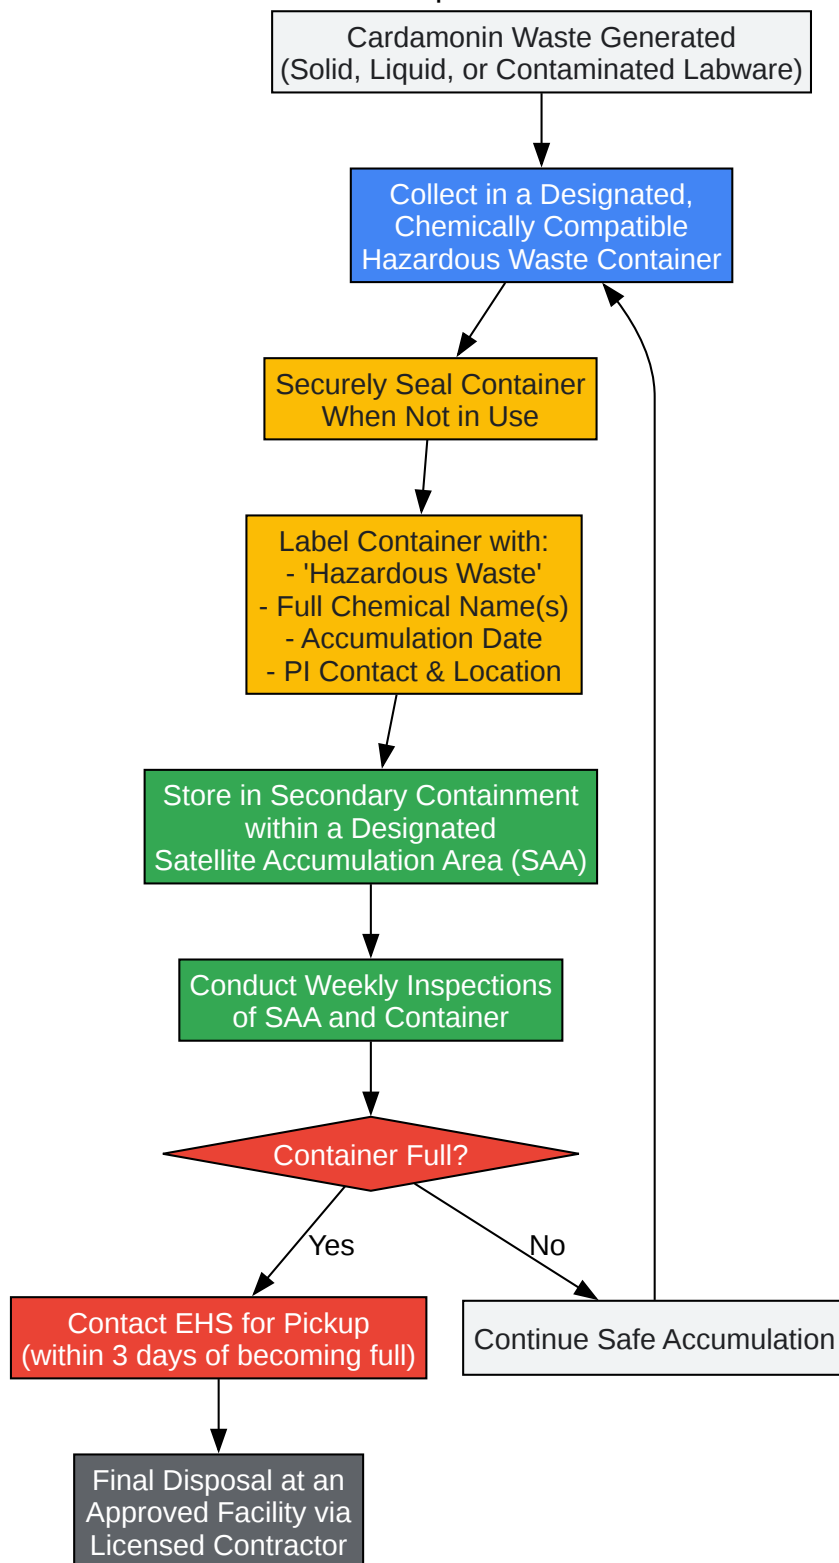 Cardamonin Waste Generated
(Solid, Liquid, or Contaminated Labware)
Collect in a Designated,
Chemically Compatible
Hazardous Waste Container
Securely Seal Container
When Not in Use
Label Container with:
- 'Hazardous Waste'
- Full Chemical Name(s)
- Accumulation Date
- PI Contact & Location
Store in Secondary Containment
within a Designated
Satellite Accumulation Area (SAA)
Conduct Weekly Inspections
of SAA and Container
Container Full?
Yes
No
Contact EHS for Pickup
(within 3 days of becoming full)
Continue Safe Accumulation
Final Disposal at an
Approved Facility via
Licensed Contractor